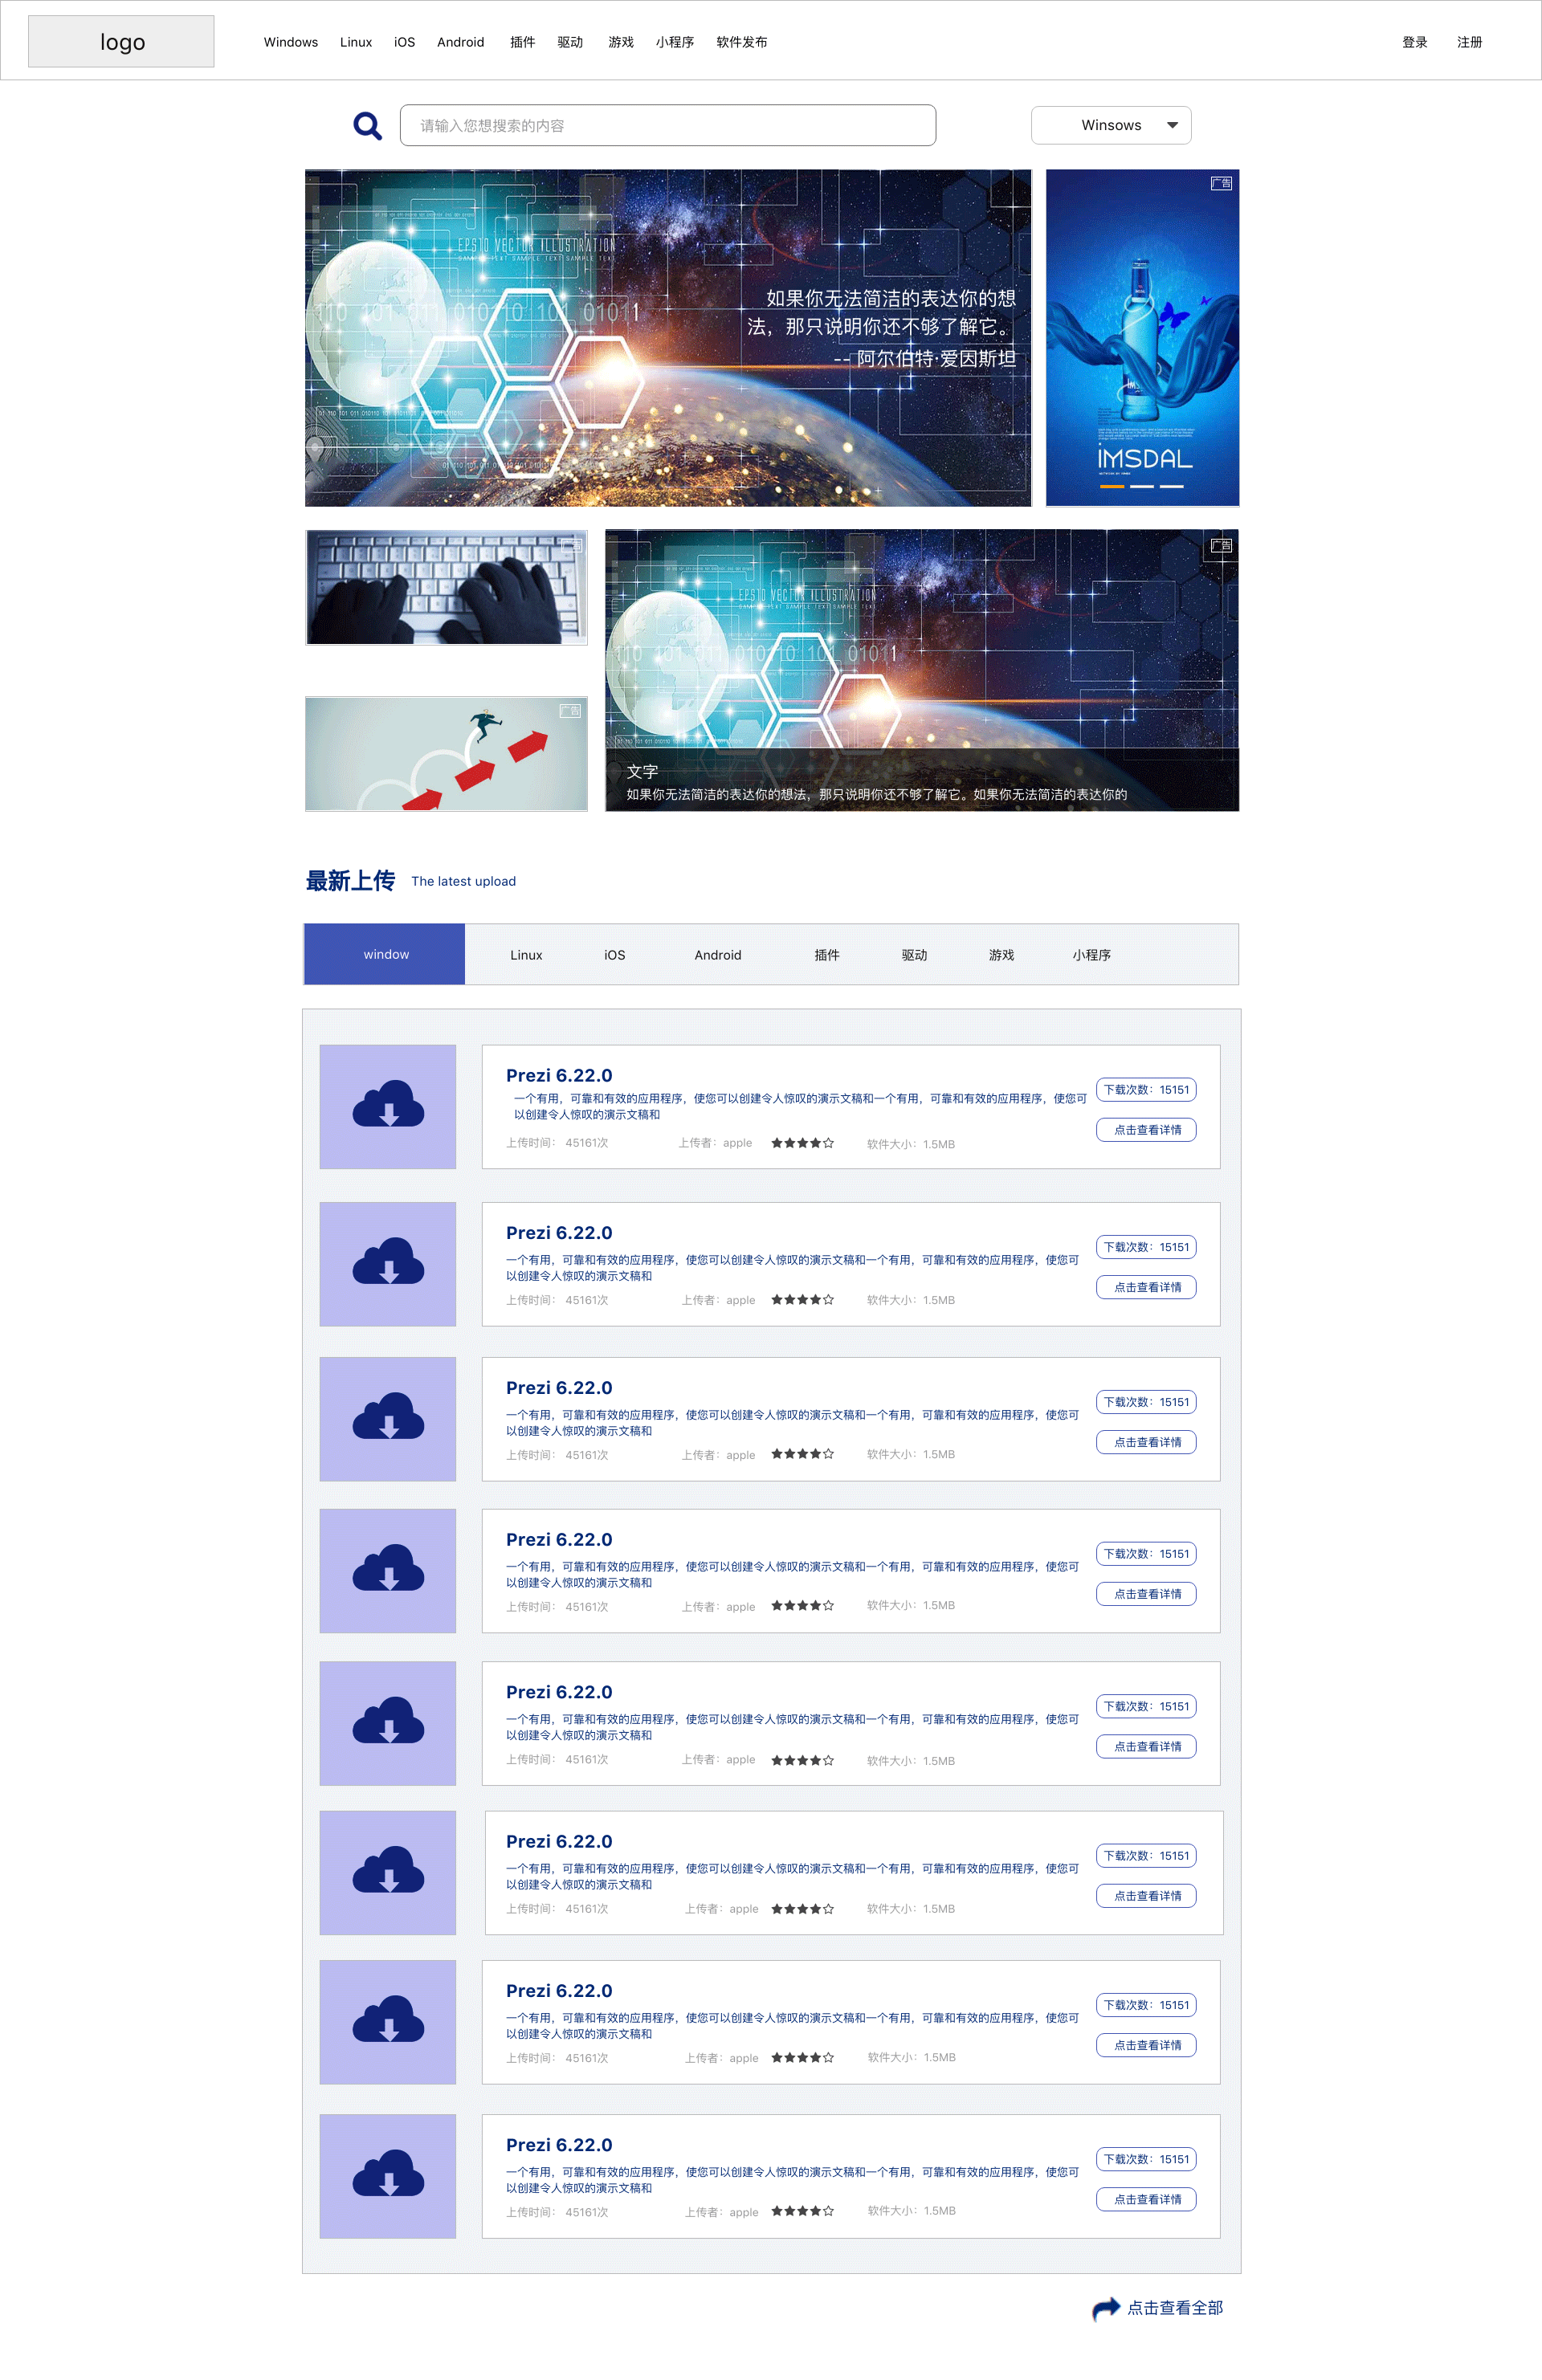 logo
Windows Linux iOS Android 插件 驱动 游戏 小程序 软件发布 登录 注册
请输入您想搜索的内容
Winsows
EPS10 VECTOR ILLUSTRATION
SAMPLE TEXT SAMPLE TEXT SAMPLE TEXT
110 101 011 010110 101 01011
如果你无法简洁的表达你的想
法，那只说明你还不够了解它。
-- 阿尔伯特·爱因斯坦
广告
IMSDAL
广告
广告
广告
EPS10 VECTOR ILLUSTRATION
SAMPLE TEXT SAMPLE TEXT SAMPLE TEXT
110 101 011 010110 101 01011
文字
如果你无法简洁的表达你的想法，那只说明你还不够了解它。如果你无法简洁的表达你的
最新上传 The latest upload
window Linux iOS Android 插件 驱动 游戏 小程序
Prezi 6.22.0
一个有用，可靠和有效的应用程序，使您可以创建令人惊叹的演示文稿和一个有用，可靠和有效的应用程序，使您可
以创建令人惊叹的演示文稿和
上传时间： 45161次 上传者：apple ★★★★☆ 软件大小：1.5MB
下载次数：15151
点击查看详情
Prezi 6.22.0
一个有用，可靠和有效的应用程序，使您可以创建令人惊叹的演示文稿和一个有用，可靠和有效的应用程序，使您可
以创建令人惊叹的演示文稿和
上传时间： 45161次 上传者：apple ★★★★☆ 软件大小：1.5MB
下载次数：15151
点击查看详情
Prezi 6.22.0
一个有用，可靠和有效的应用程序，使您可以创建令人惊叹的演示文稿和一个有用，可靠和有效的应用程序，使您可
以创建令人惊叹的演示文稿和
上传时间： 45161次 上传者：apple ★★★★☆ 软件大小：1.5MB
下载次数：15151
点击查看详情
Prezi 6.22.0
一个有用，可靠和有效的应用程序，使您可以创建令人惊叹的演示文稿和一个有用，可靠和有效的应用程序，使您可
以创建令人惊叹的演示文稿和
上传时间： 45161次 上传者：apple ★★★★☆ 软件大小：1.5MB
下载次数：15151
点击查看详情
Prezi 6.22.0
一个有用，可靠和有效的应用程序，使您可以创建令人惊叹的演示文稿和一个有用，可靠和有效的应用程序，使您可
以创建令人惊叹的演示文稿和
上传时间： 45161次 上传者：apple ★★★★☆ 软件大小：1.5MB
下载次数：15151
点击查看详情
Prezi 6.22.0
一个有用，可靠和有效的应用程序，使您可以创建令人惊叹的演示文稿和一个有用，可靠和有效的应用程序，使您可
以创建令人惊叹的演示文稿和
上传时间： 45161次 上传者：apple ★★★★☆ 软件大小：1.5MB
下载次数：15151
点击查看详情
Prezi 6.22.0
一个有用，可靠和有效的应用程序，使您可以创建令人惊叹的演示文稿和一个有用，可靠和有效的应用程序，使您可
以创建令人惊叹的演示文稿和
上传时间： 45161次 上传者：apple ★★★★☆ 软件大小：1.5MB
下载次数：15151
点击查看详情
Prezi 6.22.0
一个有用，可靠和有效的应用程序，使您可以创建令人惊叹的演示文稿和一个有用，可靠和有效的应用程序，使您可
以创建令人惊叹的演示文稿和
上传时间： 45161次 上传者：apple ★★★★☆ 软件大小：1.5MB
下载次数：15151
点击查看详情
点击查看全部